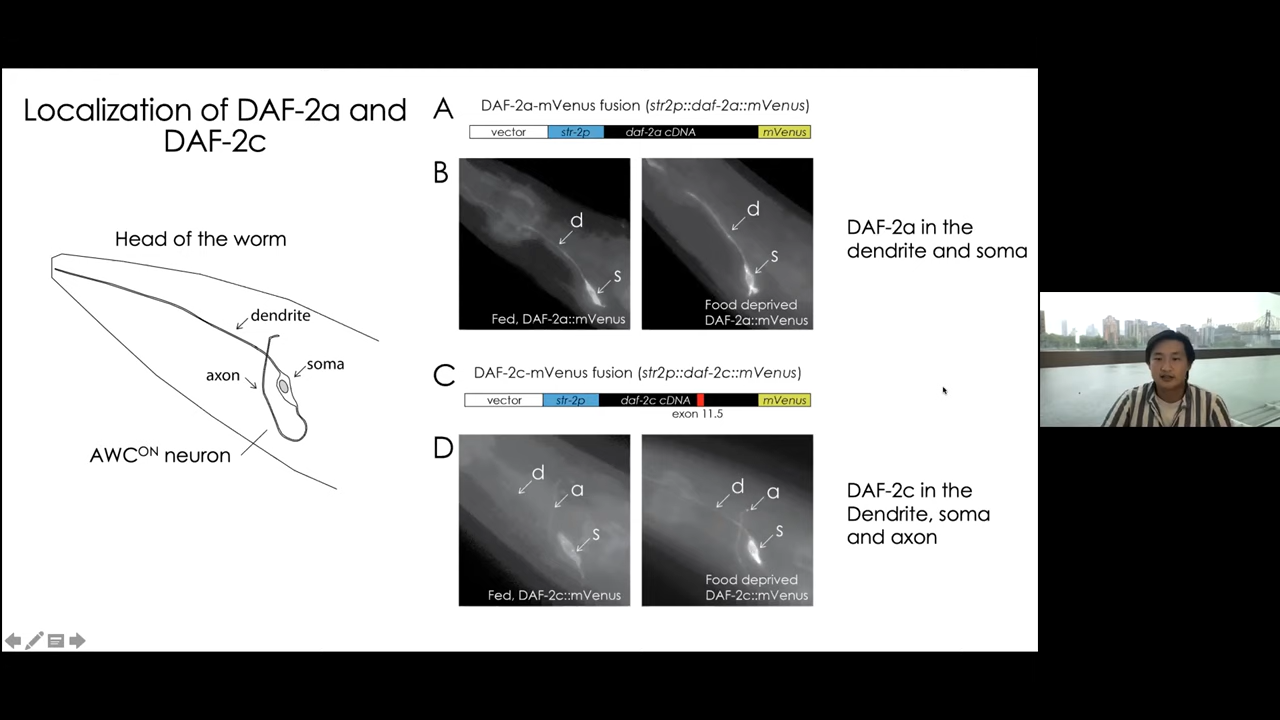 Localization of DAF-2a and
DAF-2c
Head of the worm
dendrite
soma
axon
AWCᴼᴺ neuron
A
DAF-2a-mVenus fusion (str2p::daf-2a::mVenus)
vector str-2p daf-2a cDNA mVenus
B
d
s
Fed, DAF-2a::mVenus
d
s
Food deprived
DAF-2a::mVenus
DAF-2a in the
dendrite and soma
C
DAF-2c-mVenus fusion (str2p::daf-2c::mVenus)
vector str-2p daf-2c cDNA mVenus
exon 11.5
D
d
a
s
Fed, DAF-2c::mVenus
d
a
s
Food deprived
DAF-2c::mVenus
DAF-2c in the
Dendrite, soma
and axon